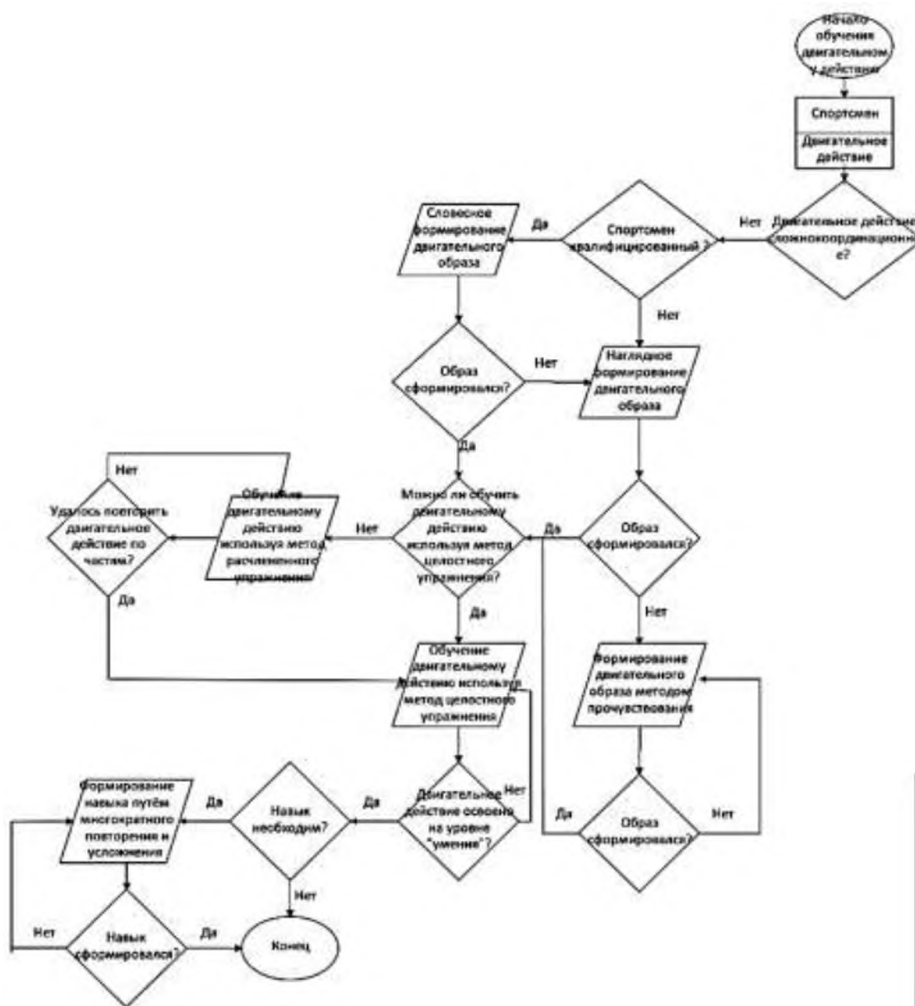 Начало
обучения
двигательном
у действию
Спортсмен
Двигательное
действие
Двигательное действие
сложнокоординационно
е?
Нет
Спортсмен
квалифицированный ?
Да
Словесное
формирование
двигательного
образа
Нет
Образ
сформировался?
Нет
Наглядное
формирование
двигательного
образа
Да
Нет
Удалось повторить
двигательное
действие по
частям?
Обучение
двигательному
действию
используя метод
расчлененного
упражнения
Нет
Можно ли обучить
двигательному
действию
используя метод
целостного
упражнения?
Да
Образ
сформировался?
Да
Да
Нет
Обучение
двигательному
действию используя
метод целостного
упражнения
Формирование
двигательного
образа методом
прочувствования
Формирование
навыка путём
многократного
повторения и
усложнения
Да
Навык
необходим?
Да
Двигательное
действие освоено
на уровне
"умения"?
Нет
Да
Образ
сформировался?
Нет
Нет
Нет
Навык
сформировался?
Да
Конец